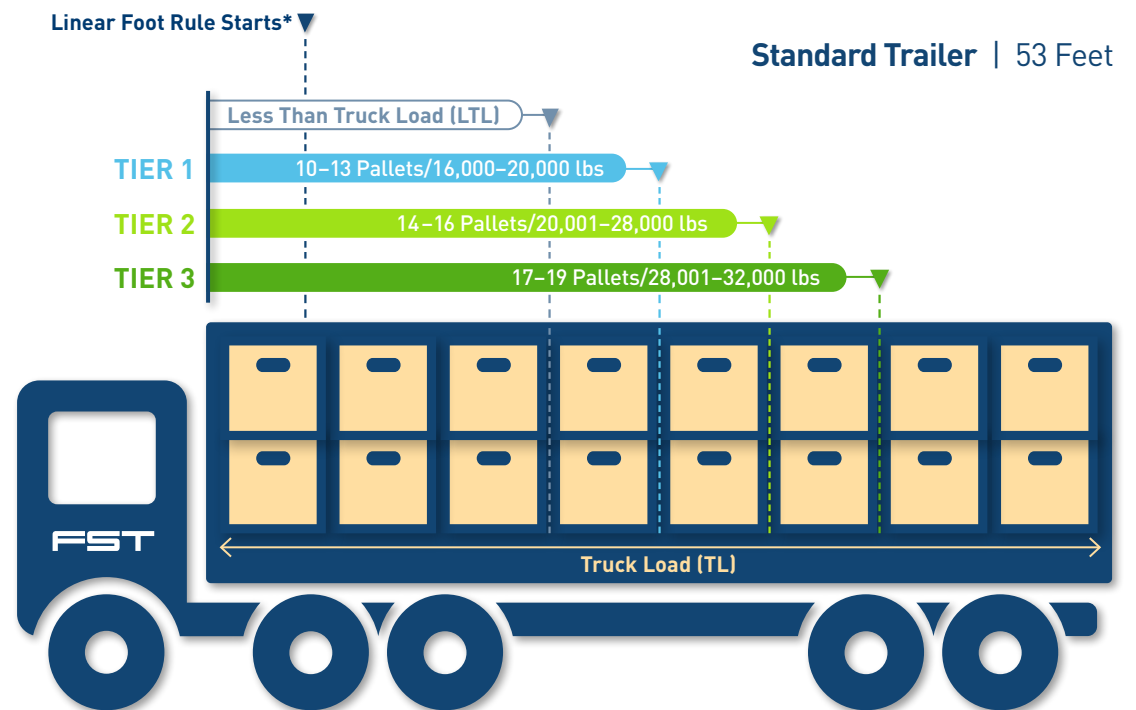 Linear Foot Rule Starts*
Standard Trailer | 53 Feet
Less Than Truck Load (LTL)
TIER 1
10–13 Pallets/16,000–20,000 lbs
TIER 2
14–16 Pallets/20,001–28,000 lbs
TIER 3
17–19 Pallets/28,001–32,000 lbs
FST
Truck Load (TL)